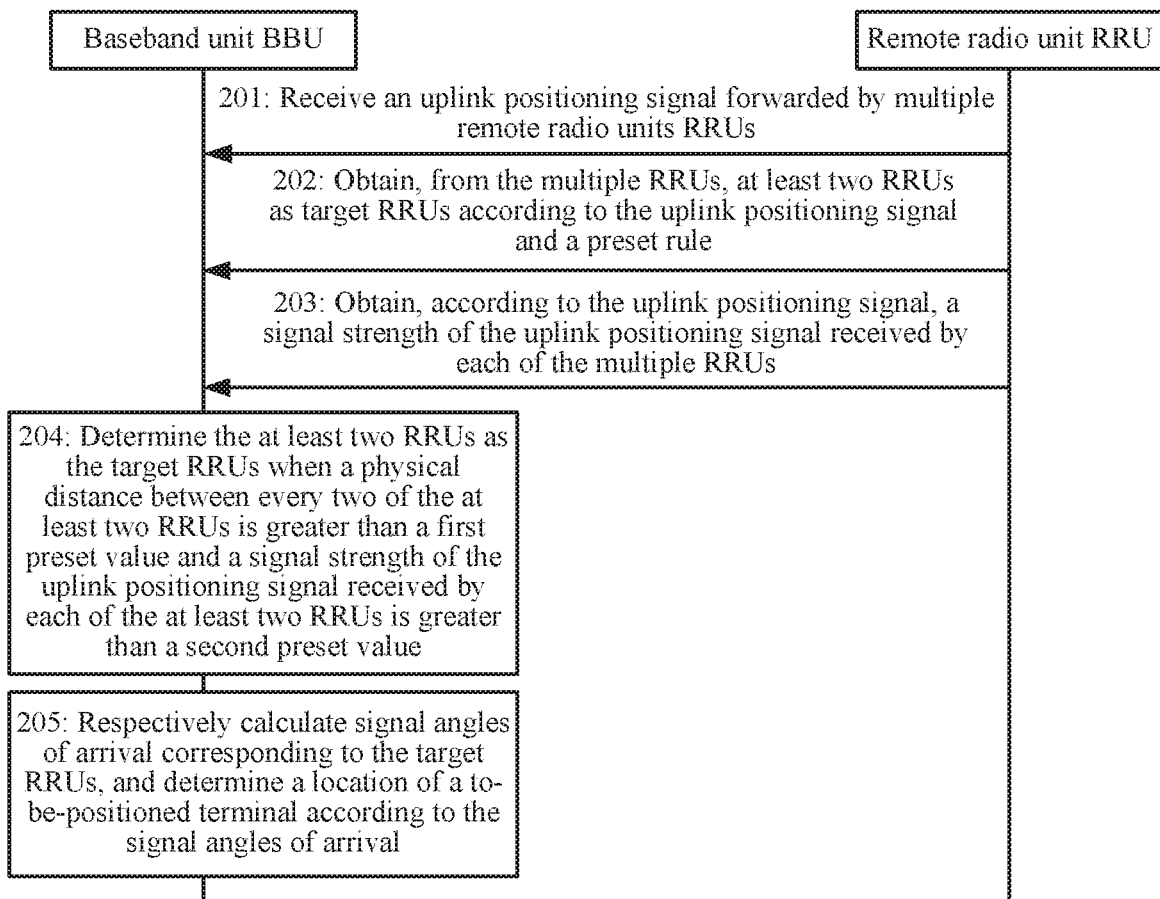 Baseband unit BBU
Remote radio unit RRU
201: Receive an uplink positioning signal forwarded by multiple
remote radio units RRUs
202: Obtain, from the multiple RRUs, at least two RRUs
as target RRUs according to the uplink positioning signal
and a preset rule
203: Obtain, according to the uplink positioning signal, a
signal strength of the uplink positioning signal received by
each of the multiple RRUs
204: Determine the at least two RRUs as
the target RRUs when a physical
distance between every two of the at
least two RRUs is greater than a first
preset value and a signal strength of the
uplink positioning signal received by
each of the at least two RRUs is greater
than a second preset value
205: Respectively calculate signal angles
of arrival corresponding to the target
RRUs, and determine a location of a to-
be-positioned terminal according to the
signal angles of arrival